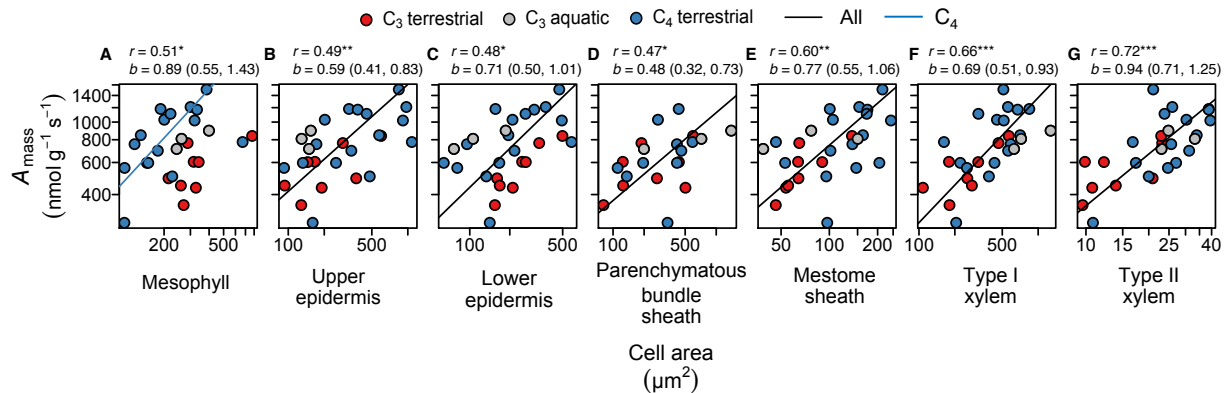 C3 terrestrial C3 aquatic C4 terrestrial All C4
A B C D E F G
r = 0.51* r = 0.49** r = 0.48* r = 0.47* r = 0.60** r = 0.66*** r = 0.72***
b = 0.89 (0.55, 1.43) b = 0.59 (0.41, 0.83) b = 0.71 (0.50, 1.01) b = 0.48 (0.32, 0.73) b = 0.77 (0.55, 1.06) b = 0.69 (0.51, 0.93) b = 0.94 (0.71, 1.25)
Amass
(nmol g−1 s−1)
1400
1000
800
600
400
200 500 100 500 100 500 100 500 50 100 200 100 500 10 15 25 40
Mesophyll Upper epidermis Lower epidermis Parenchymatous bundle sheath Mestome sheath Type I xylem Type II xylem
Cell area
(μm2)